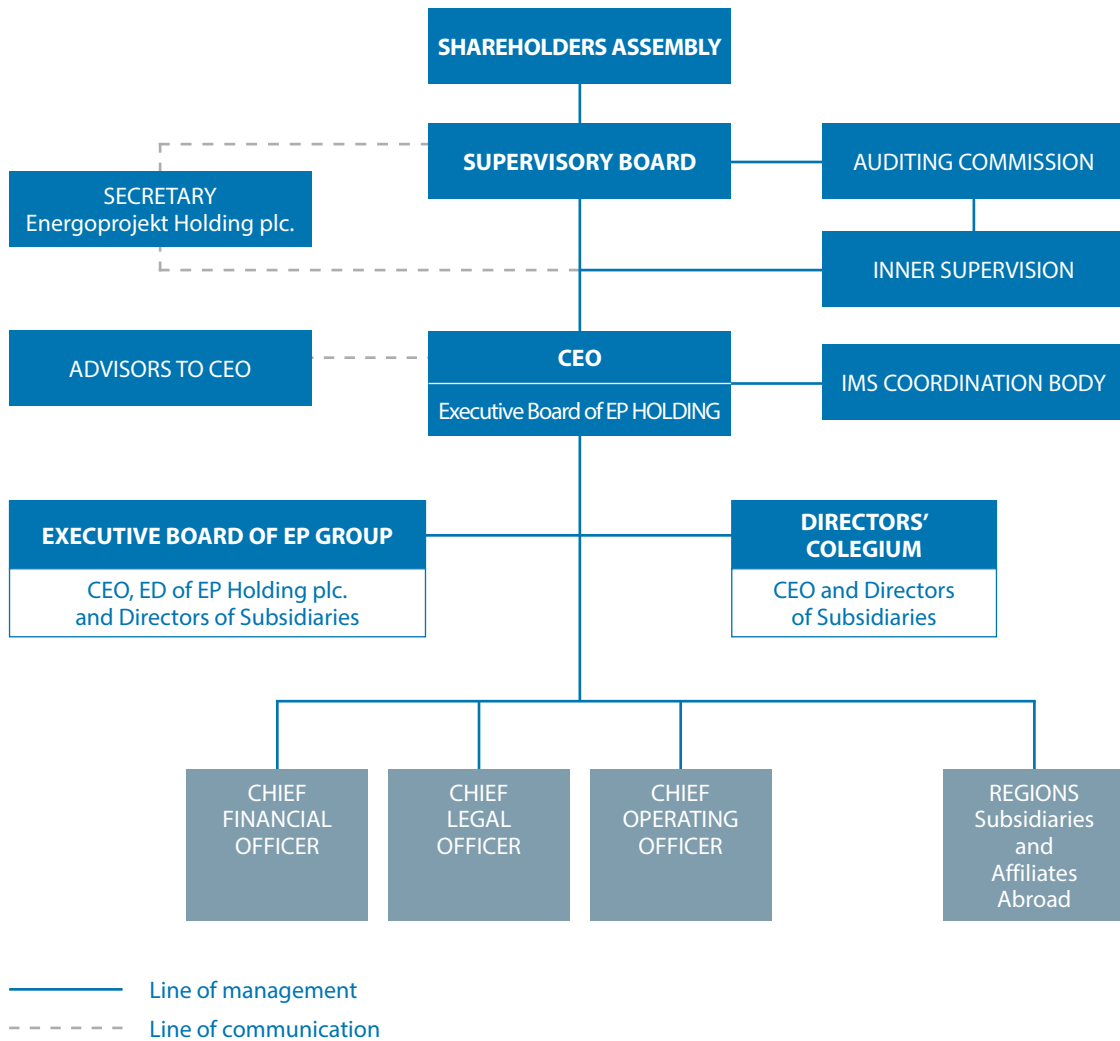 SHAREHOLDERS ASSEMBLY
SUPERVISORY BOARD
AUDITING COMMISSION
SECRETARY
Energoprojekt Holding plc.
INNER SUPERVISION
ADVISORS TO CEO
CEO
Executive Board of EP HOLDING
IMS COORDINATION BODY
EXECUTIVE BOARD OF EP GROUP
CEO, ED of EP Holding plc.
and Directors of Subsidiaries
DIRECTORS'
COLEGIUM
CEO and Directors
of Subsidiaries
CHIEF
FINANCIAL
OFFICER
CHIEF
LEGAL
OFFICER
CHIEF
OPERATING
OFFICER
REGIONS
Subsidiaries
and
Affiliates
Abroad
Line of management
Line of communication